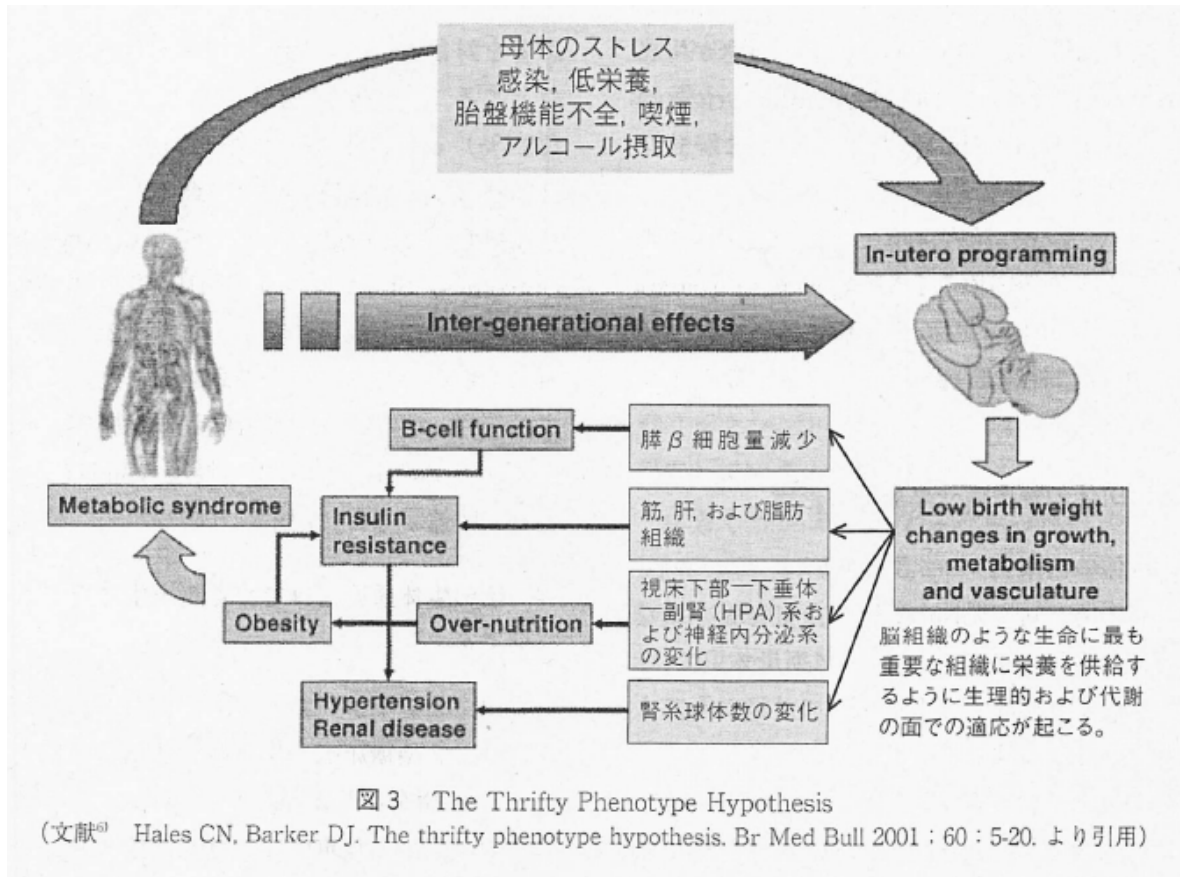 母体のストレス
感染, 低栄養,
胎盤機能不全, 喫煙,
アルコール摂取
In-utero programming
Inter-generational effects
B-cell function
膵β細胞量減少
Metabolic syndrome
Insulin
resistance
筋, 肝, および脂肪
組織
Low birth weight
changes in growth,
metabolism
and vasculature
Obesity
Over-nutrition
視床下部―下垂体
―副腎(HPA)系お
よび神経内分泌系
の変化
脳組織のような生命に最も
重要な組織に栄養を供給す
るように生理的および代謝
の面での適応が起こる。
Hypertension
Renal disease
腎糸球体数の変化
図3 The Thrifty Phenotype Hypothesis
(文献6) Hales CN, Barker DJ. The thrifty phenotype hypothesis. Br Med Bull 2001 ; 60 : 5-20. より引用)